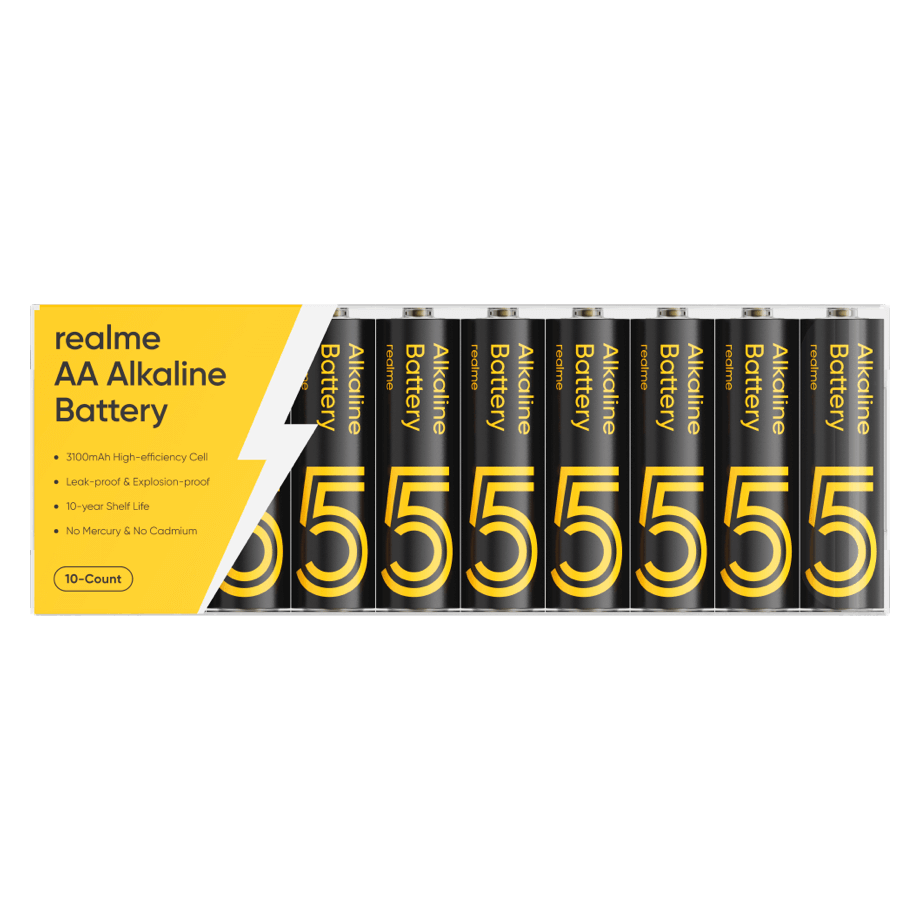 realme
AA Alkaline
Battery
• 3100mAh High-efficiency Cell
• Leak-proof & Explosion-proof
• 10-year Shelf Life
• No Mercury & No Cadmium
10-Count
Alkaline
Battery
5
Alkaline
Battery
realme
5
Alkaline
Battery
realme
5
Alkaline
Battery
realme
5
Alkaline
Battery
realme
5
Alkaline
Battery
realme
5
Alkaline
Battery
realme
5